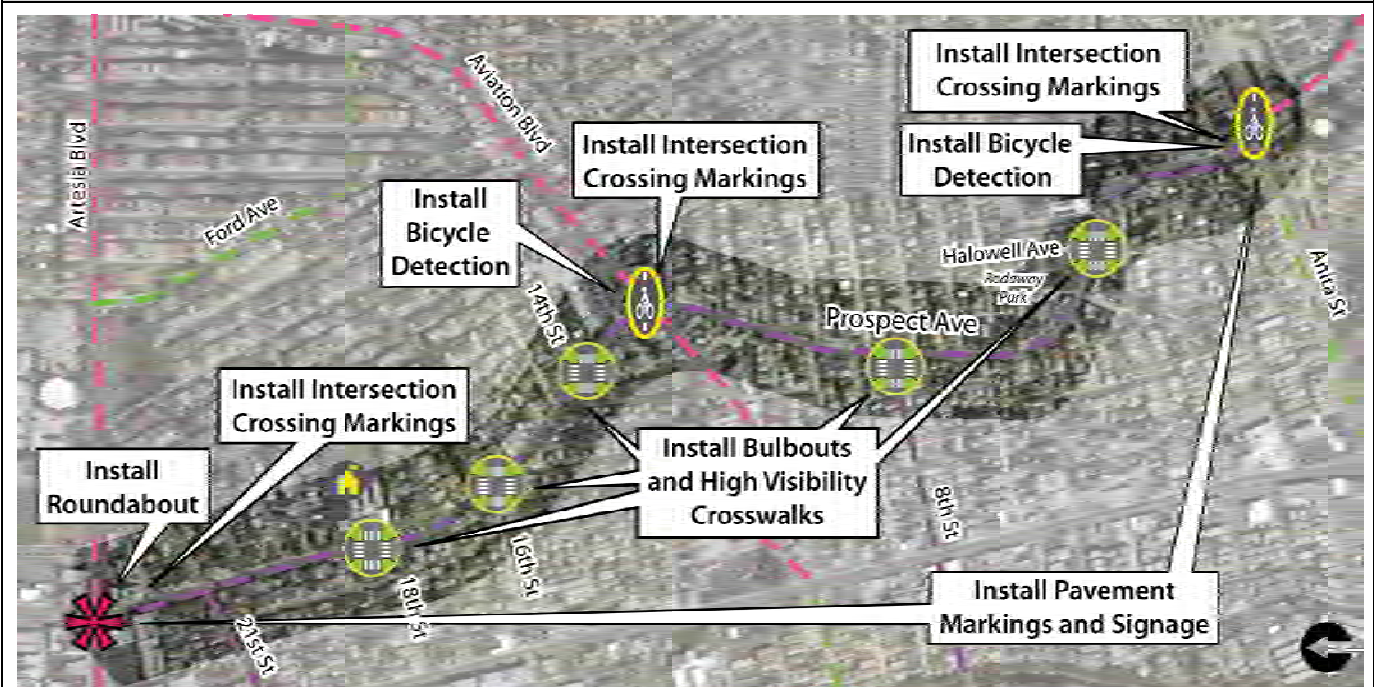 Install Intersection
Crossing Markings
Install Bicycle
Detection
Aviation Blvd
Install Intersection
Crossing Markings
Install
Bicycle
Detection
Artesia Blvd
Ford Ave
Halowell Ave
Anita St
Park
14th St
Prospect Ave
Install Intersection
Crossing Markings
Install
Roundabout
Install Bulbouts
and High Visibility
Crosswalks
8th St
16th St
18th St
21st St
Install Pavement
Markings and Signage